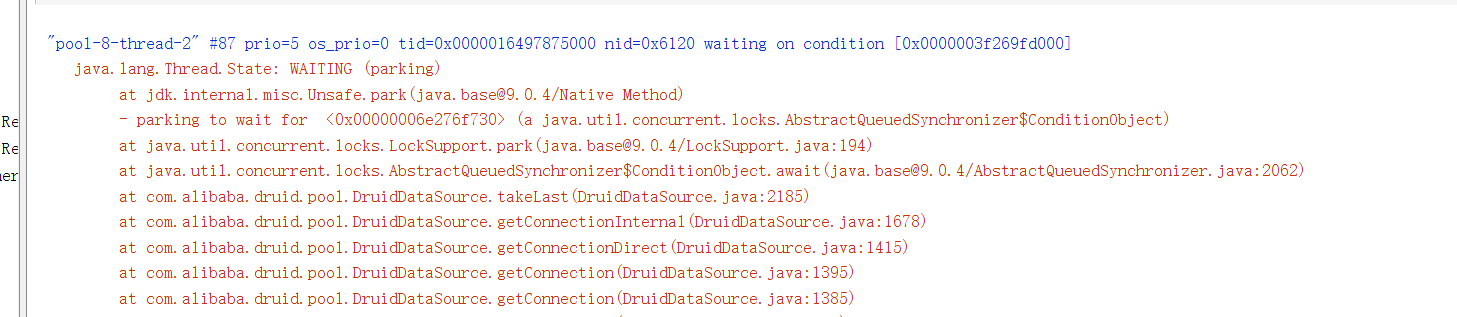 "pool-8-thread-2" #87 prio=5 os_prio=0 tid=0x0000016497875000 nid=0x6120 waiting on condition [0x0000003f269fd000]
java.lang.Thread.State: WAITING (parking)
at jdk.internal.misc.Unsafe.park(java.base@9.0.4/Native Method)
- parking to wait for <0x00000006e276f730> (a java.util.concurrent.locks.AbstractQueuedSynchronizer$ConditionObject)
at java.util.concurrent.locks.LockSupport.park(java.base@9.0.4/LockSupport.java:194)
at java.util.concurrent.locks.AbstractQueuedSynchronizer$ConditionObject.await(java.base@9.0.4/AbstractQueuedSynchronizer.java:2062)
at com.alibaba.druid.pool.DruidDataSource.takeLast(DruidDataSource.java:2185)
at com.alibaba.druid.pool.DruidDataSource.getConnectionInternal(DruidDataSource.java:1678)
at com.alibaba.druid.pool.DruidDataSource.getConnectionDirect(DruidDataSource.java:1415)
at com.alibaba.druid.pool.DruidDataSource.getConnection(DruidDataSource.java:1395)
at com.alibaba.druid.pool.DruidDataSource.getConnection(DruidDataSource.java:1385)
Re
Re